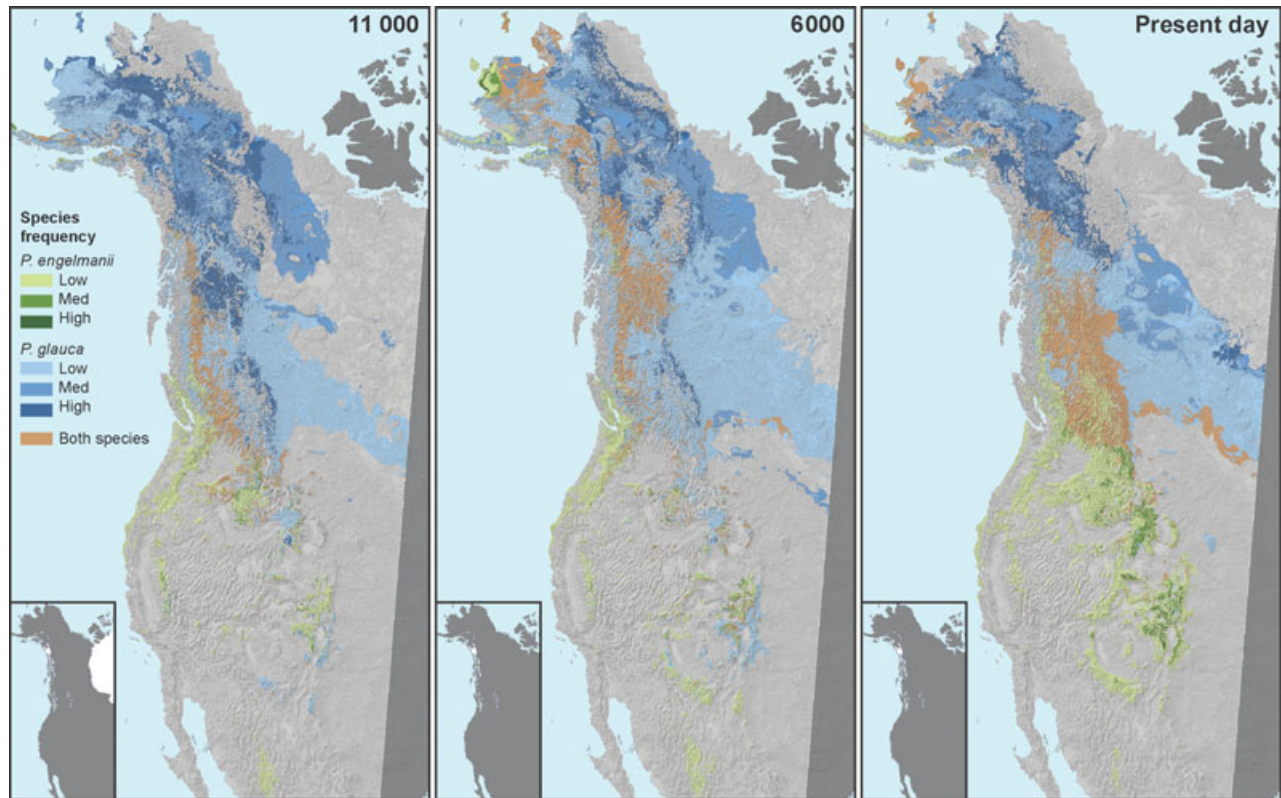 11 000
6000
Present day
Species
frequency
P. engelmanii
Low
Med
High
P. glauca
Low
Med
High
Both species